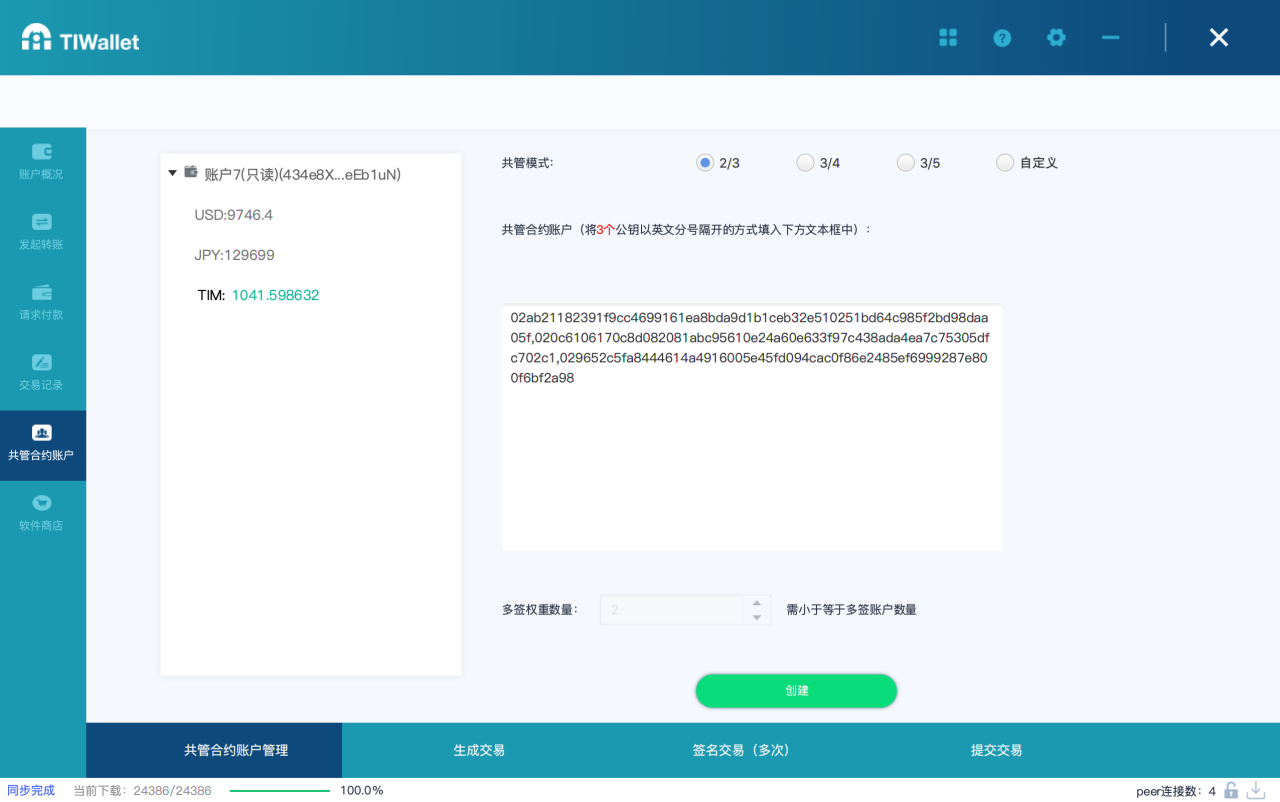 TIWallet
账户概况
发起转账
请求付款
交易记录
共管合约账户
软件商店
账户7(只读)(434e8X...eEb1uN)
USD:9746.4
JPY:129699
TIM: 1041.598632
共管模式:
2/3
3/4
3/5
自定义
共管合约账户（将3个公钥以英文分号隔开的方式填入下方文本框中）:
02ab21182391f9cc4699161ea8bda9d1b1ceb32e510251bd64c985f2bd98daa
05f,020c6106170c8d082081abc95610e24a60e633f97c438ada4ea7c75305df
c702c1,029652c5fa8444614a4916005e45fd094cac0f86e2485ef6999287e80
0f6bf2a98
多签权重数量:
2
需小于等于多签账户数量
创建
共管合约账户管理
生成交易
签名交易（多次）
提交交易
同步完成
当前下载: 24386/24386
100.0%
peer连接数: 4